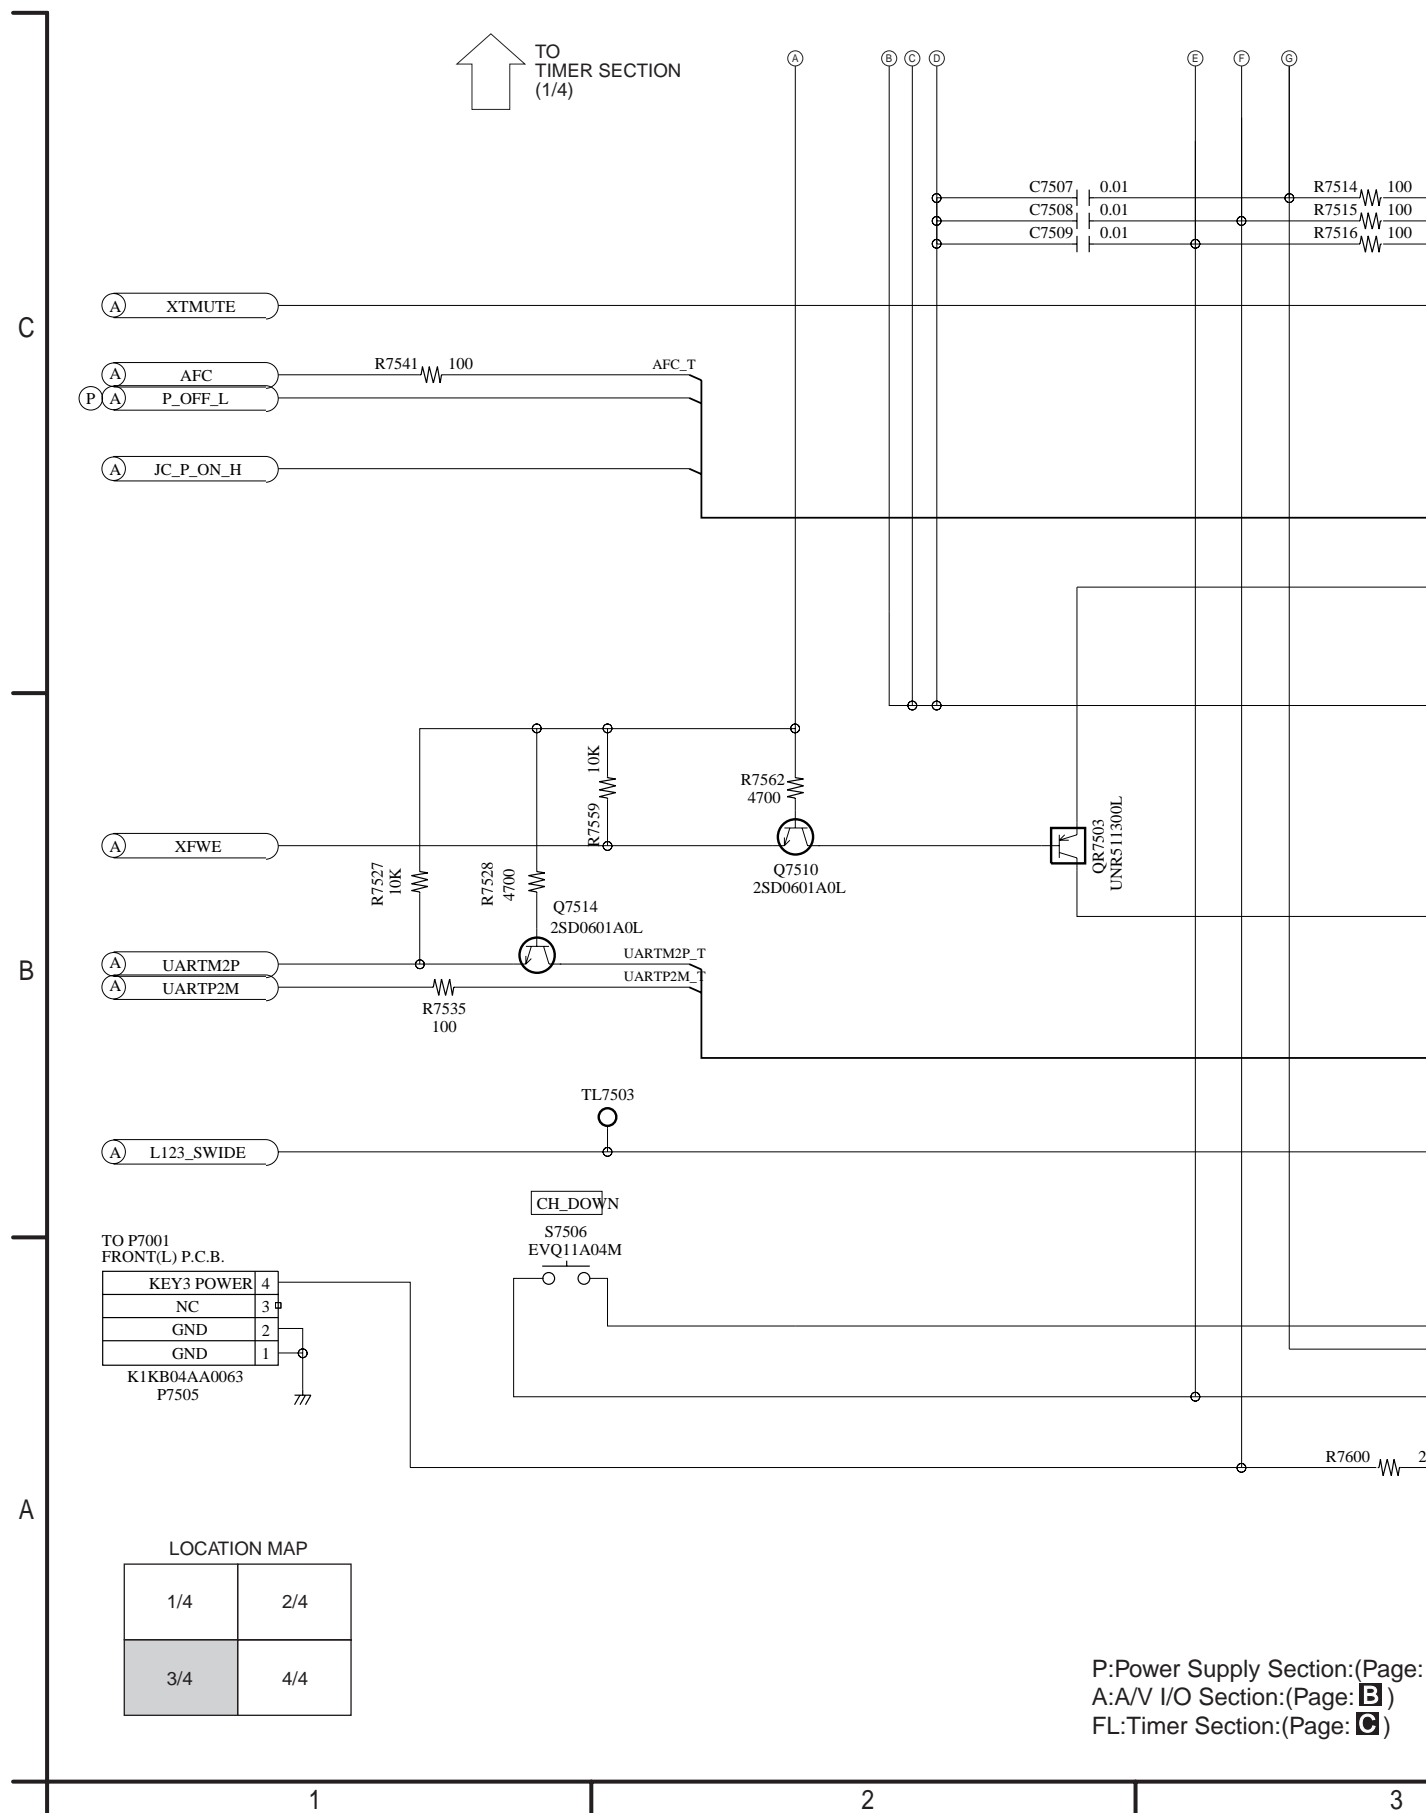 TO
TIMER SECTION
(1/4)
A
B
C
D
E
F
G
C7507 0.01 R7514 100
C7508 0.01 R7515 100
C7509 0.01 R7516 100
A XTMUTE
C
A AFC R7541 100 AFC_T
P A P_OFF_L
A JC_P_ON_H
10K
R7559
R7562
4700
QR7503
UNR511300L
A XFWE
Q7510
2SD0601A0L
R7527
10K
R7528
4700
Q7514
2SD0601A0L
B
A UARTM2P UARTM2P_T
A UARTP2M UARTP2M_T
R7535
100
TL7503
A L123_SWIDE
CH_DOWN
S7506
EVQ11A04M
TO P7001
FRONT(L) P.C.B.
KEY3 POWER 4
NC 3
GND 2
GND 1
K1KB04AA0063
P7505
R7600 2
A
LOCATION MAP
1/4 2/4
3/4 4/4
P:Power Supply Section:(Page:
A:A/V I/O Section:(Page: B )
FL:Timer Section:(Page: C )
1 2 3